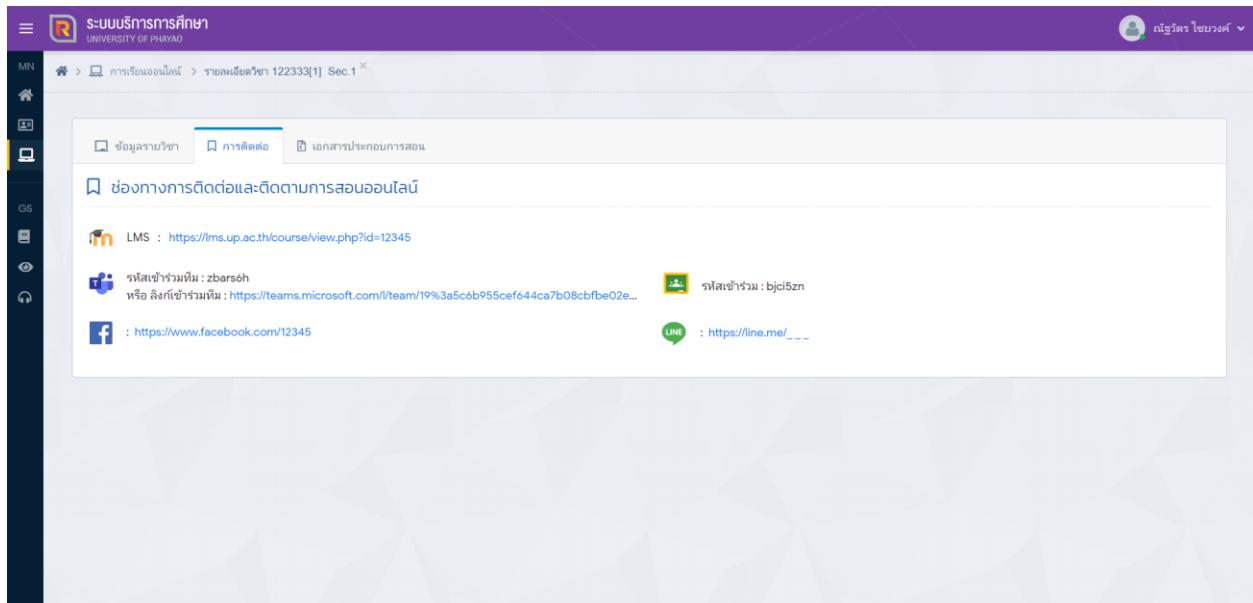 ระบบบริการการศึกษา
UNIVERSITY OF PHAYAO
ณัฐวัตร ไชยวงค์
MN
การเรียนออนไลน์ > รายละเอียดวิชา 122333[1] Sec.1 ×
ข้อมูลรายวิชา
การติดต่อ
เอกสารประกอบการสอน
ช่องทางการติดต่อและติดตามการสอนออนไลน์
GS
LMS : https://lms.up.ac.th/course/view.php?id=12345
รหัสเข้าร่วมทีม : zbars6h
หรือ ลิงก์เข้าร่วมทีม : https://teams.microsoft.com/l/team/19%3a5c6b955cef644ca7b08cbfbe02e...
รหัสเข้าร่วม : bjci5zn
: https://www.facebook.com/12345
LINE : https://line.me/_ _ _